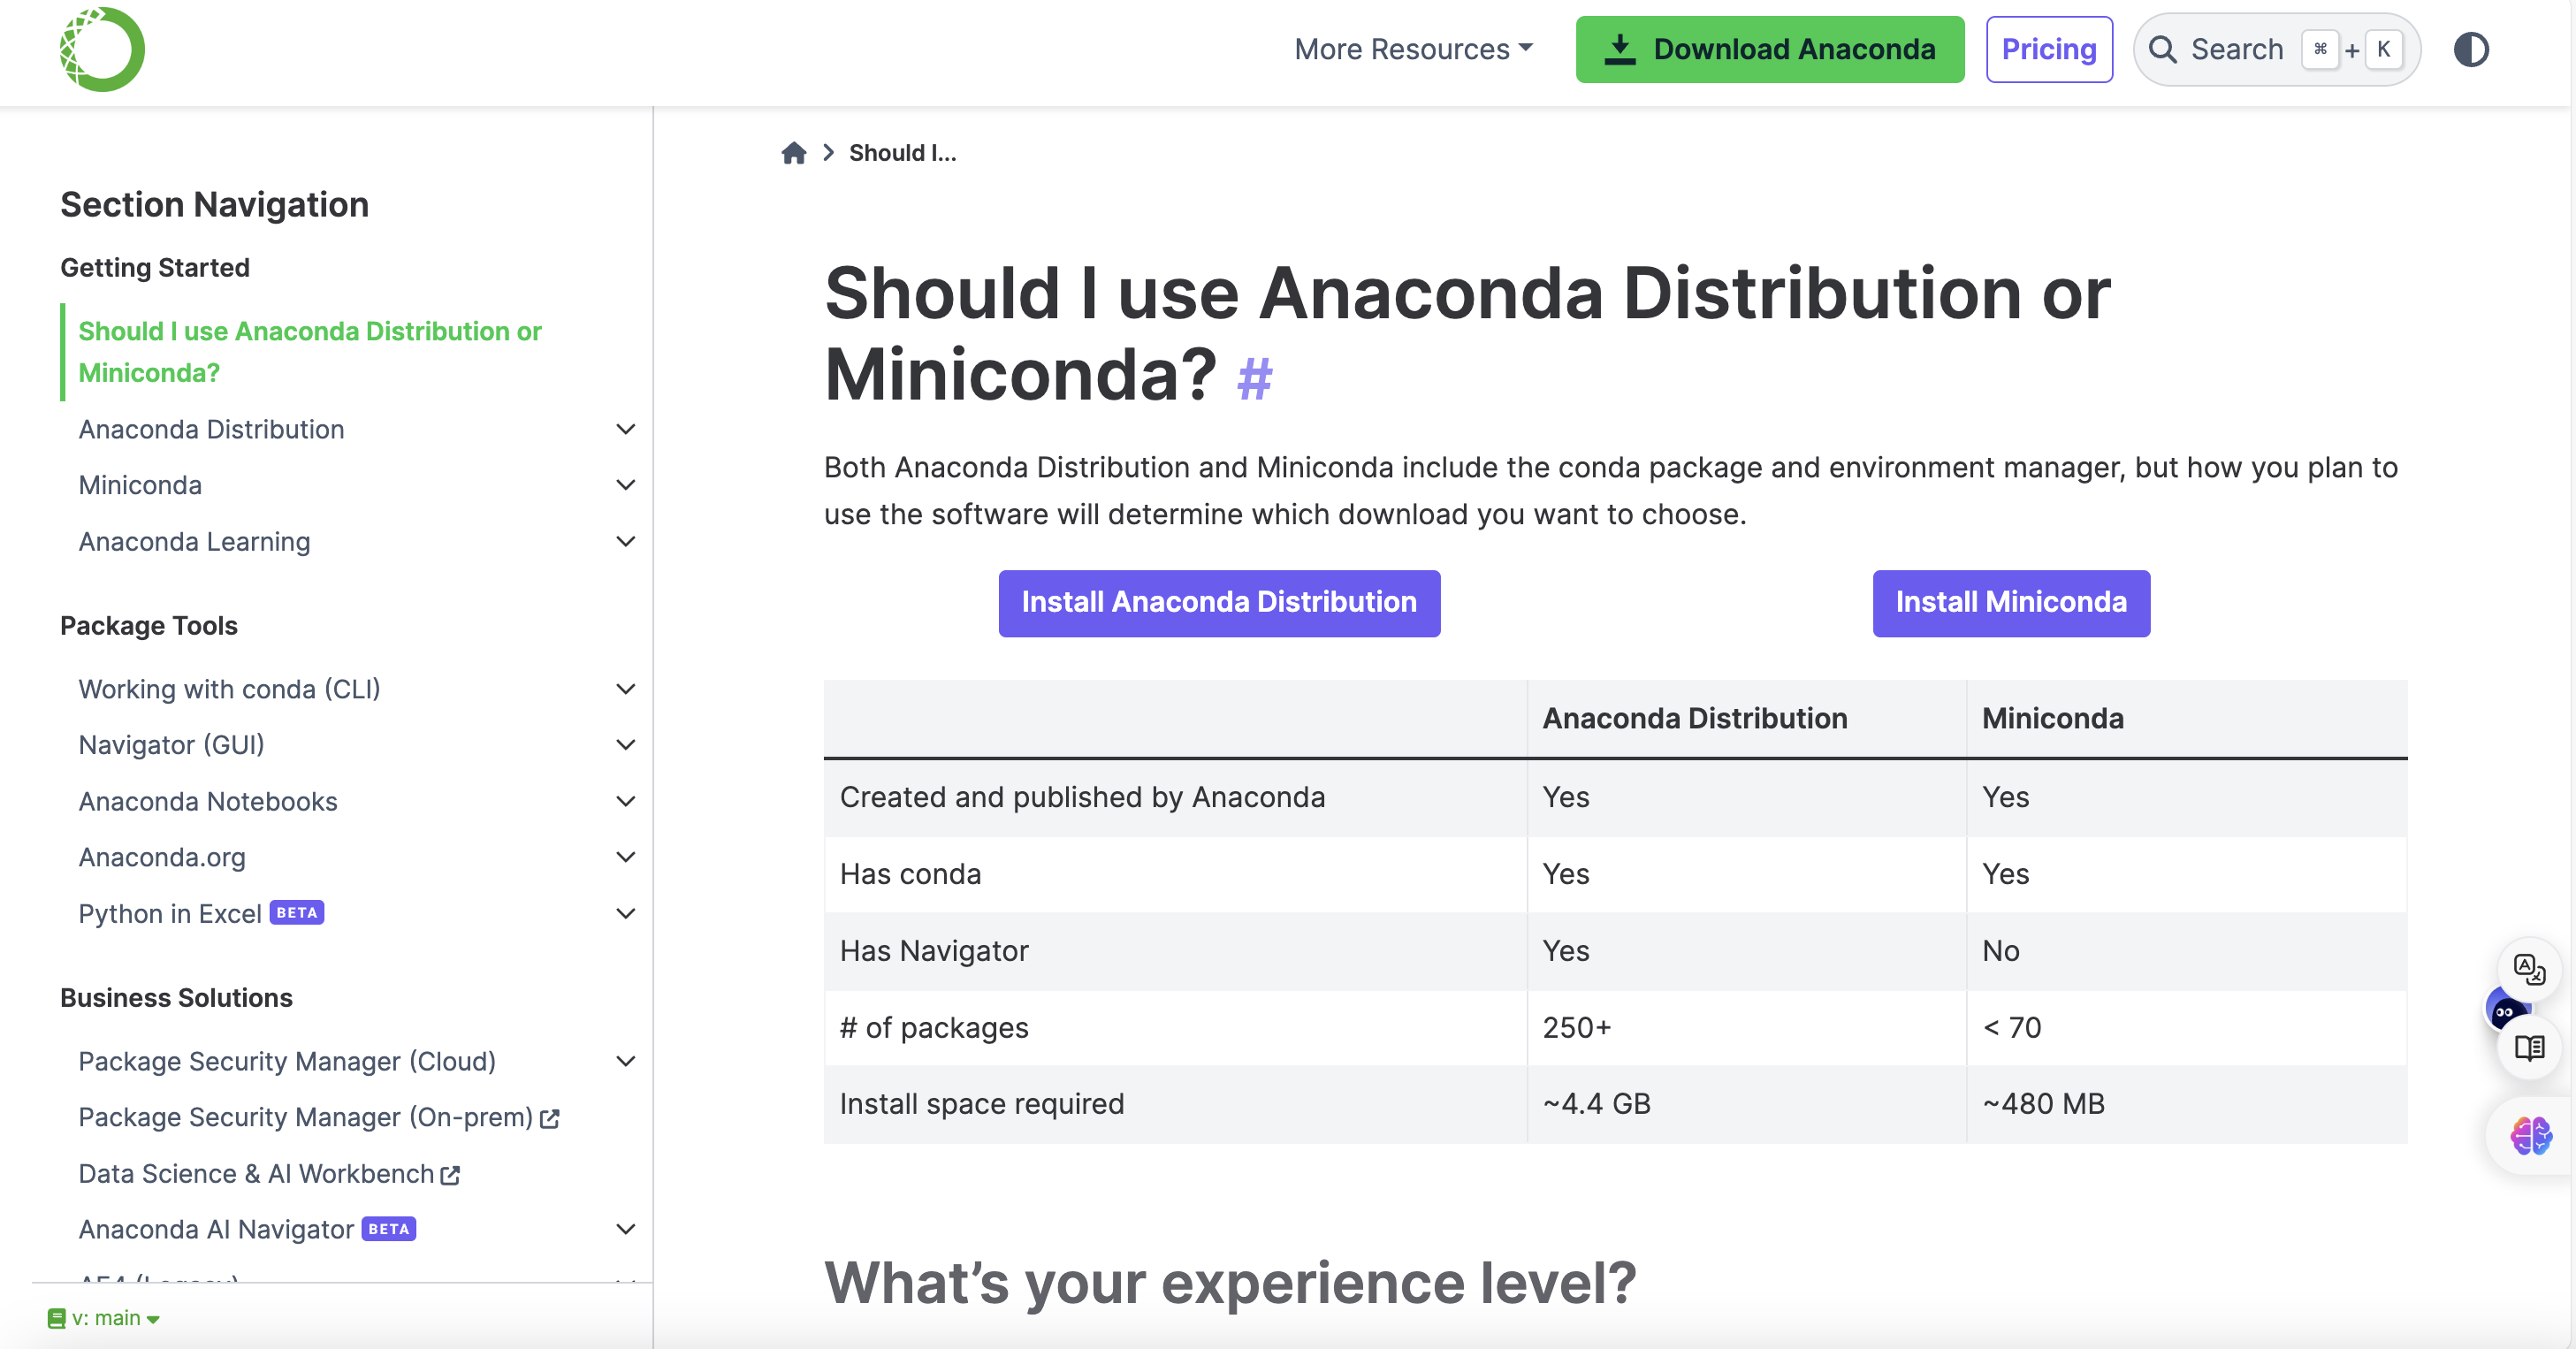 More Resources
Download Anaconda
Pricing
Search ⌘ + K
Section Navigation
Getting Started
Should I use Anaconda Distribution or
Miniconda?
Anaconda Distribution
Miniconda
Anaconda Learning
Package Tools
Working with conda (CLI)
Navigator (GUI)
Anaconda Notebooks
Anaconda.org
Python in Excel BETA
Business Solutions
Package Security Manager (Cloud)
Package Security Manager (On-prem)
Data Science & AI Workbench
Anaconda AI Navigator BETA
AE4 (Legacy)
v: main
Should I...
Should I use Anaconda Distribution or
Miniconda? #
Both Anaconda Distribution and Miniconda include the conda package and environment manager, but how you plan to
use the software will determine which download you want to choose.
Install Anaconda Distribution
Install Miniconda
Anaconda Distribution Miniconda
Created and published by Anaconda Yes Yes
Has conda Yes Yes
Has Navigator Yes No
# of packages 250+ < 70
Install space required ~4.4 GB ~480 MB
What’s your experience level?